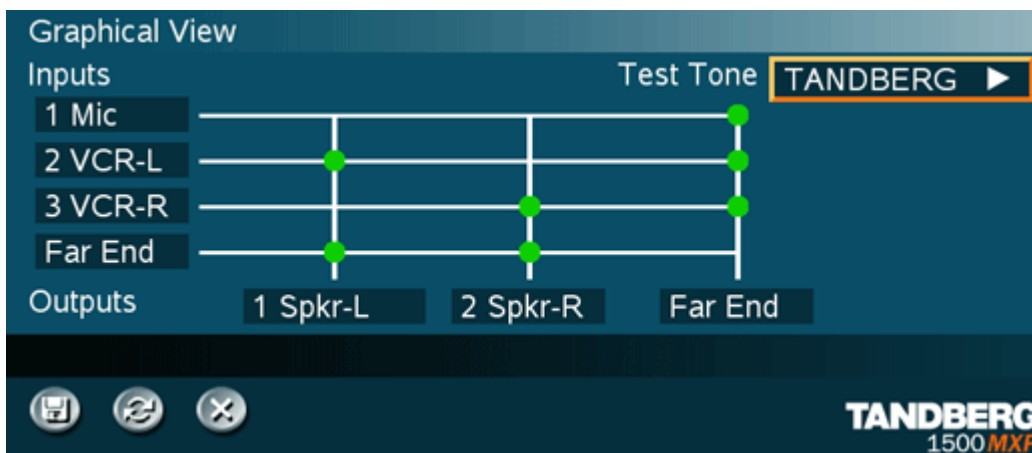 Graphical View
Inputs
Test Tone TANDBERG
1 Mic
2 VCR-L
3 VCR-R
Far End
Outputs
1 Spkr-L
2 Spkr-R
Far End
TANDBERG
1500 MXP